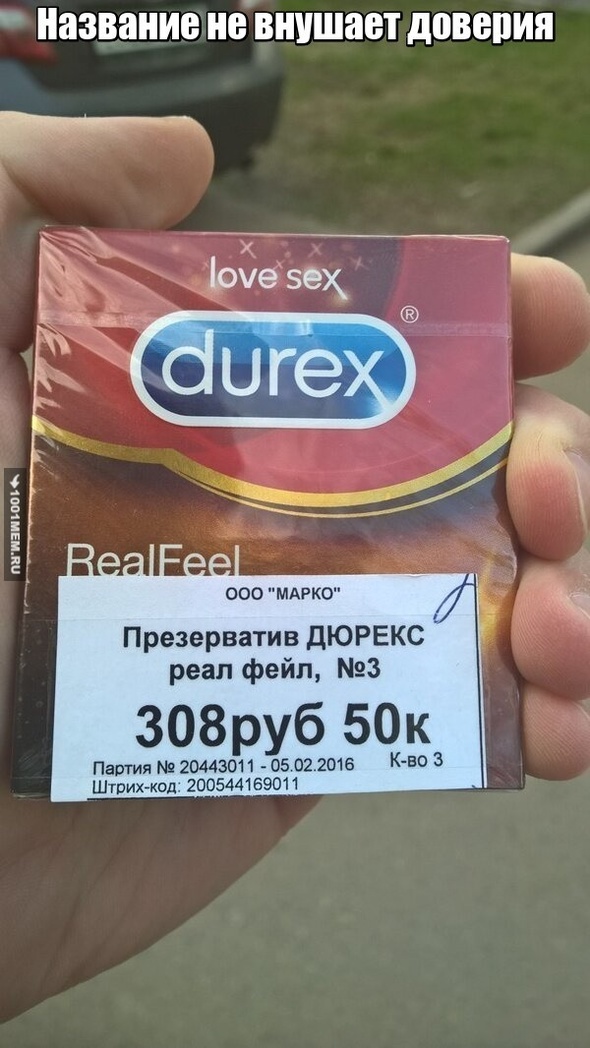 Название не внушает доверия
love sex
durex®
1001MEM.RU
RealFeel
ООО "МАРКО"
Презерватив ДЮРЕКС
реал фейл, №3
308руб 50к
Партия № 20443011 - 05.02.2016 К-во 3
Штрих-код: 200544169011